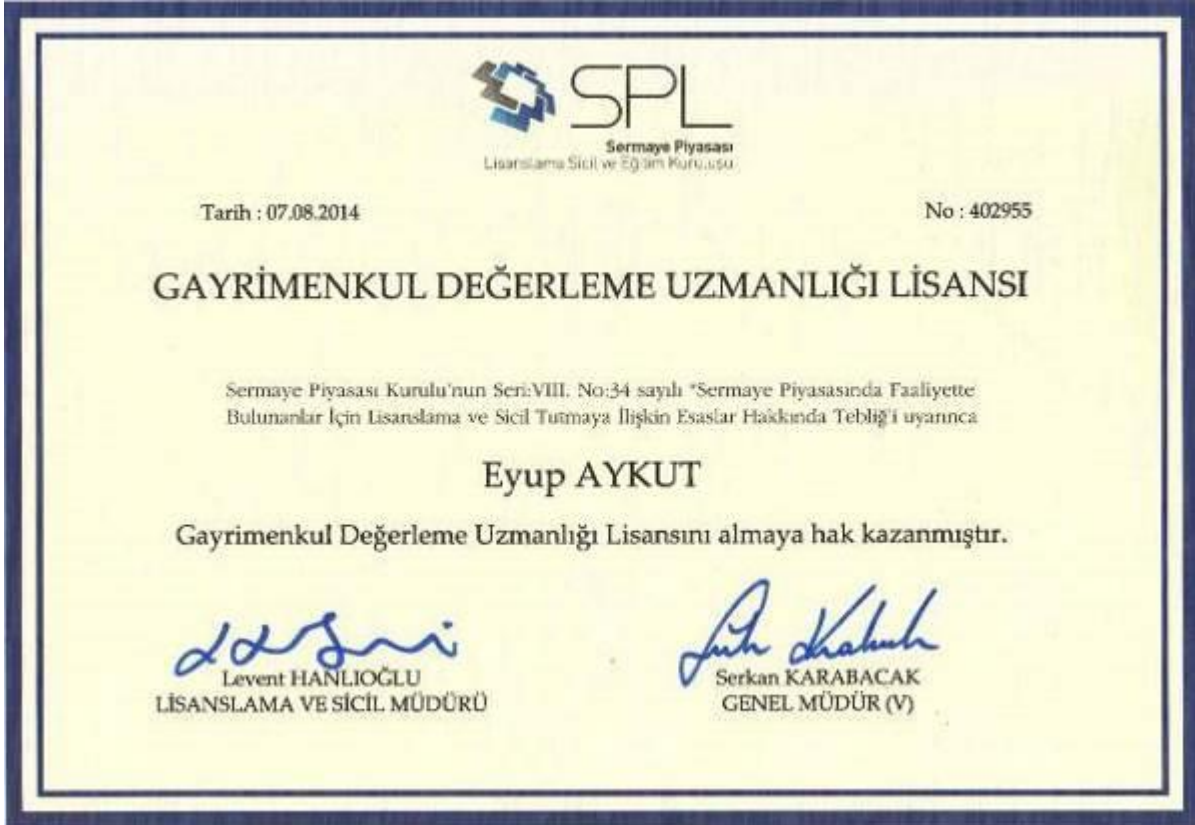 SPL
Sermaye Piyasası
Lisanslama Sicil ve Eğitim Kuruluşu
Tarih : 07.08.2014
No : 402955
GAYRİMENKUL DEĞERLEME UZMANLIĞI LİSANSI
Sermaye Piyasası Kurulu'nun Seri:VIII. No:34 sayılı "Sermaye Piyasasında Faaliyette
Bulunanlar İçin Lisanslama ve Sicil Tutmaya İlişkin Esaslar Hakkında Tebliğ'i uyarınca
Eyup AYKUT
Gayrimenkul Değerleme Uzmanlığı Lisansını almaya hak kazanmıştır.
Levent HANLIOĞLU
LİSANSLAMA VE SİCİL MÜDÜRÜ
Serkan KARABACAK
GENEL MÜDÜR (V)